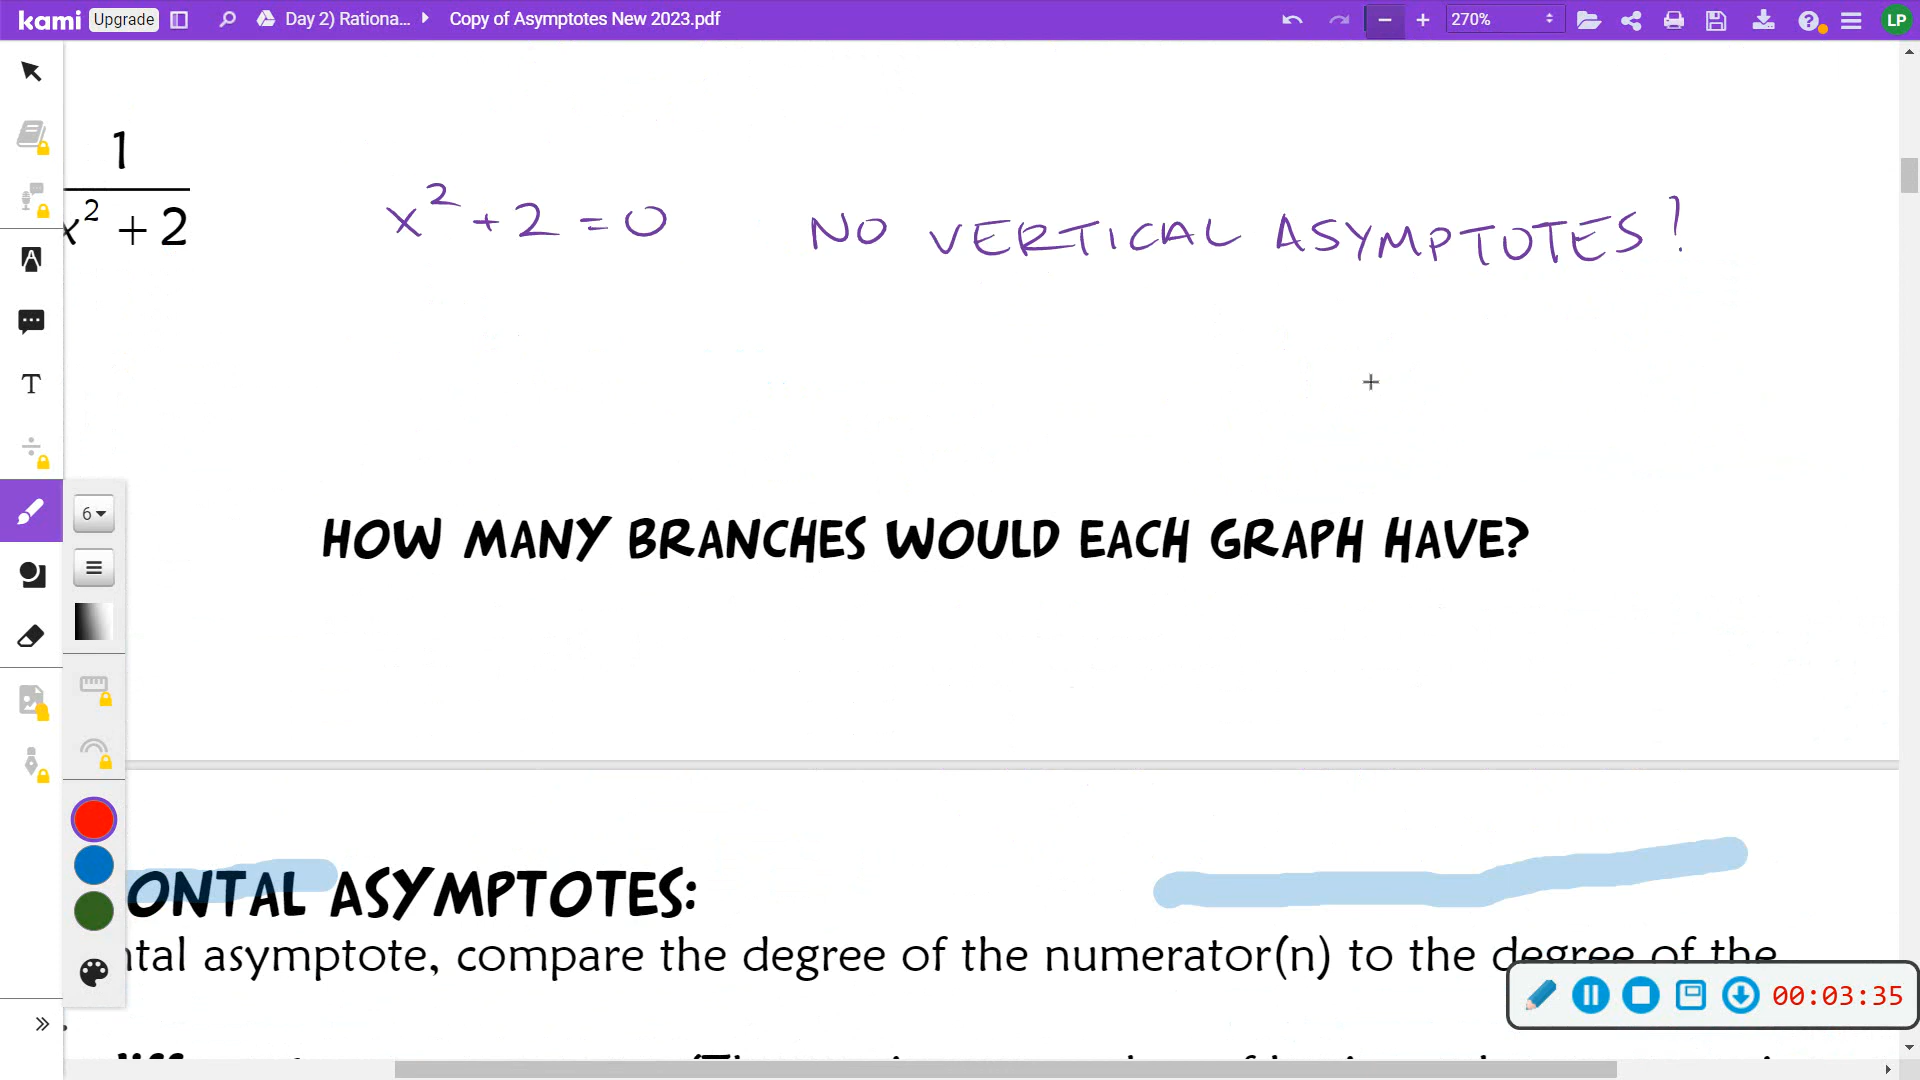 kami Upgrade Day 2) Rationa... Copy of Asymptotes New 2023.pdf 270% LP
1
x² + 2
x² + 2 = 0 NO VERTICAL ASYMPTOTES!
T
6
HOW MANY BRANCHES WOULD EACH GRAPH HAVE?
ONTAL ASYMPTOTES:
ntal asymptote, compare the degree of the numerator(n) to the degree of the
00:03:35